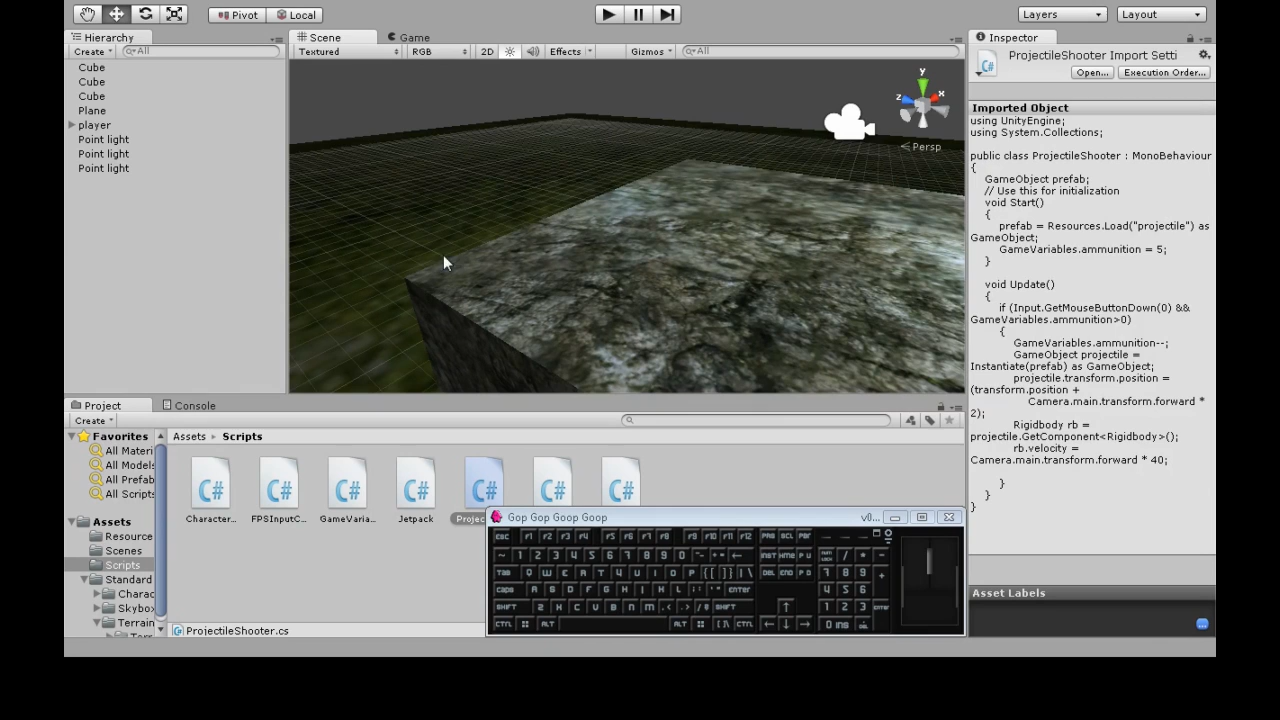 Pivot Local Layers Layout
Hierarchy
Create All
Cube
Cube
Cube
Plane
player
Point light
Point light
Point light
Scene Game
Textured RGB 2D Effects Gizmos All
y
z x
Persp
Inspector
ProjectileShooter Import Setti
Open... Execution Order...
Imported Object
using UnityEngine;
using System.Collections;
public class ProjectileShooter : MonoBehaviour
{
GameObject prefab;
// Use this for initialization
void Start()
{
prefab = Resources.Load("projectile") as
GameObject;
GameVariables.ammunition = 5;
}
void Update()
{
if (Input.GetMouseButtonDown(0) &&
GameVariables.ammunition>0)
{
GameVariables.ammunition--;
GameObject projectile =
Instantiate(prefab) as GameObject;
projectile.transform.position =
(transform.position +
Camera.main.transform.forward *
2);
Rigidbody rb =
projectile.GetComponent<Rigidbody>();
rb.velocity =
Camera.main.transform.forward * 40;
}
}
}
Asset Labels
Project Console
Create
Favorites
All Materi
All Models
All Prefab
All Scripts
Assets
Resource
Scenes
Scripts
Standard
Charac
Skybo
Terrain
Assets Scripts
C# C# C# C# C# C# C#
Character... FPSInputC... GameVaria... Jetpack Projec
ProjectileShooter.cs
Gop Gop Goop Goop v0...